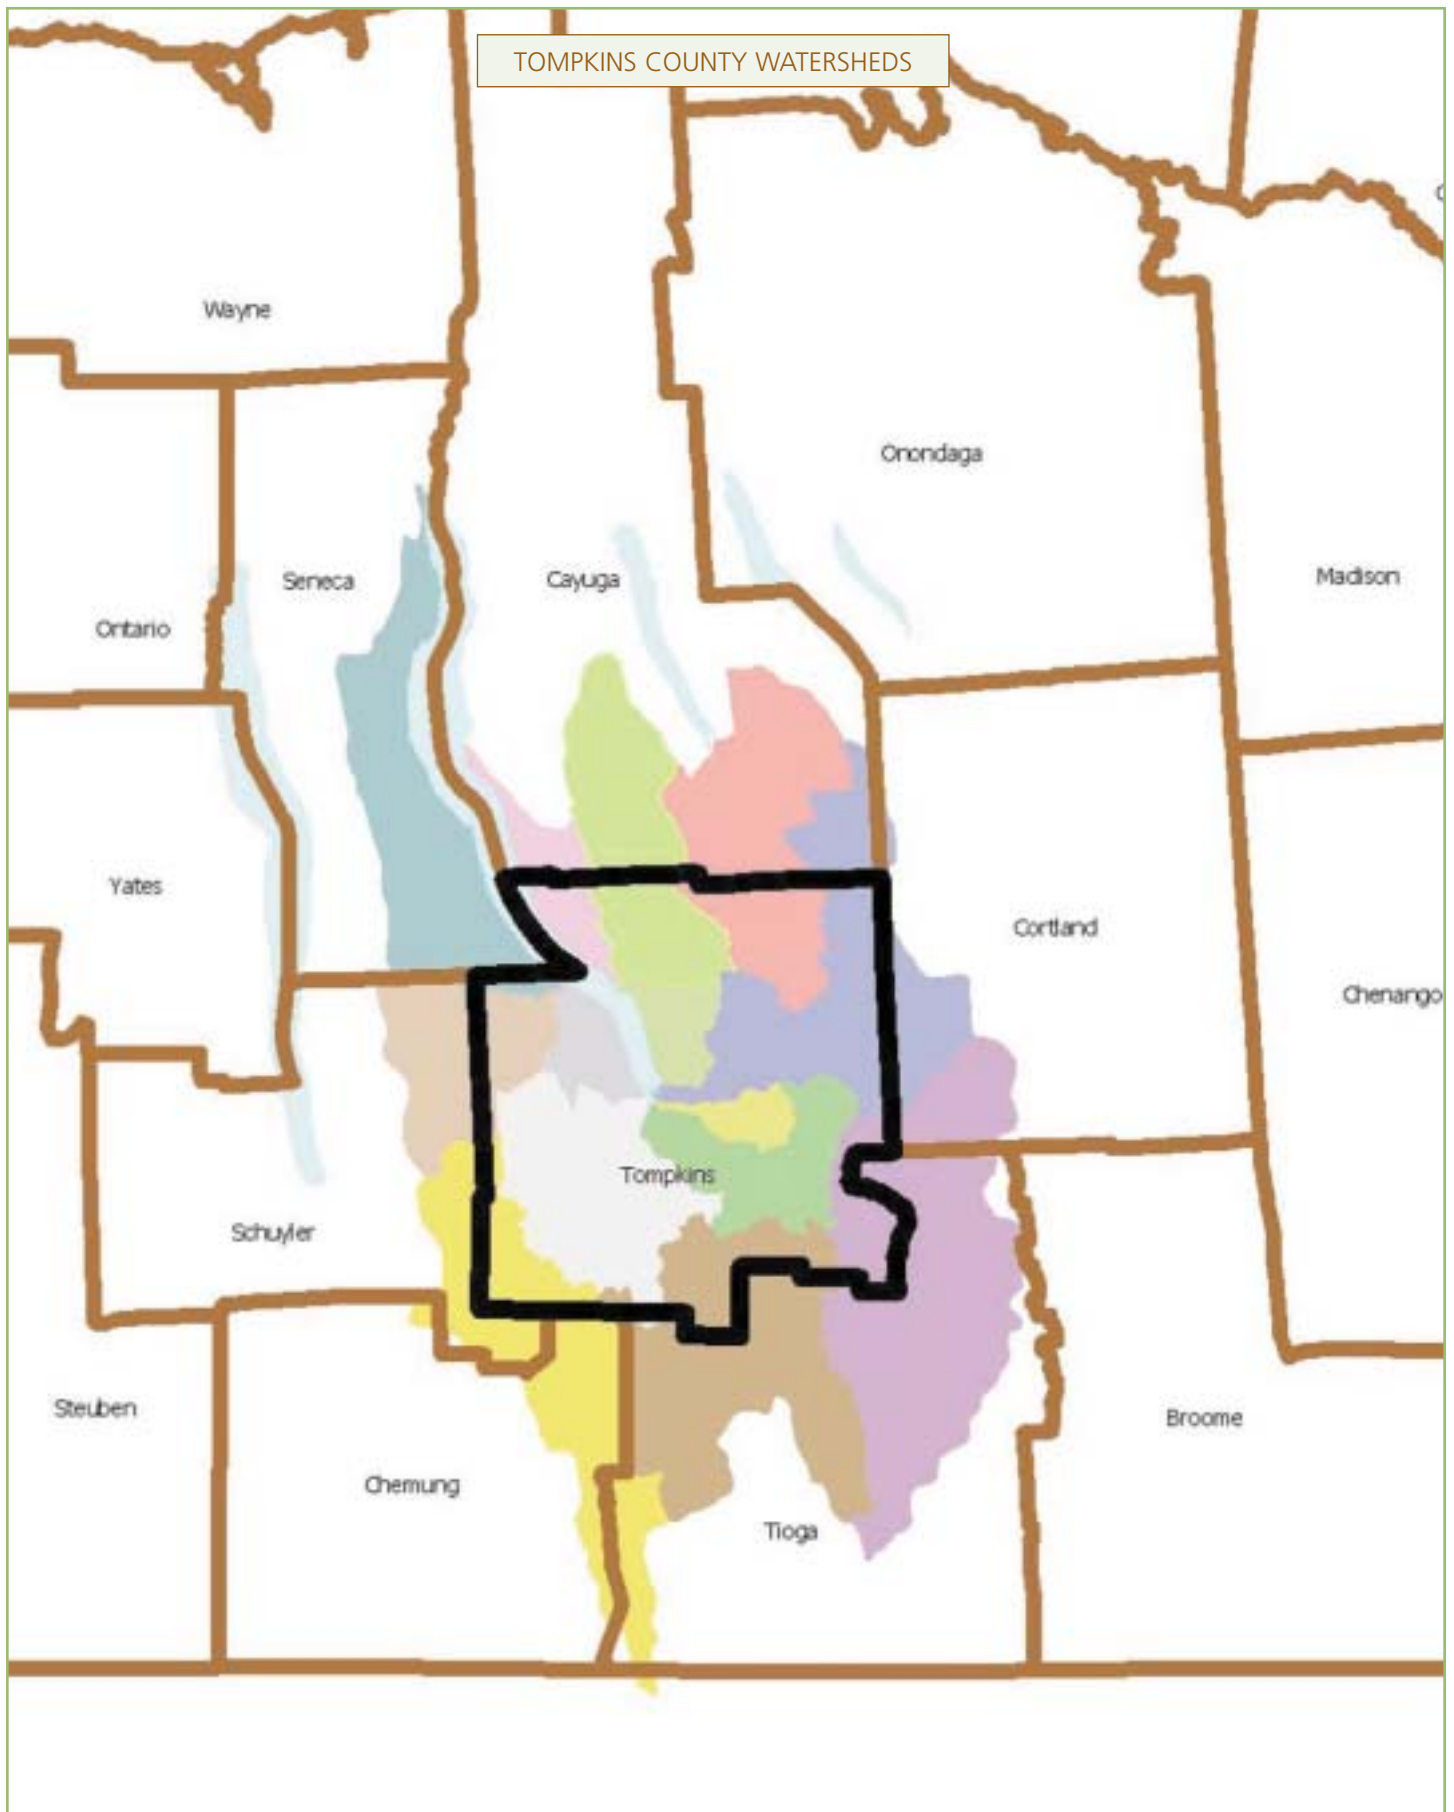 TOMPKINS COUNTY WATERSHEDS
Wayne
Onondaga
Seneca
Cayuga
Madison
Ontario
Yates
Cortland
Chenango
Tompkins
Schuyler
Steuben
Broome
Chemung
Tioga